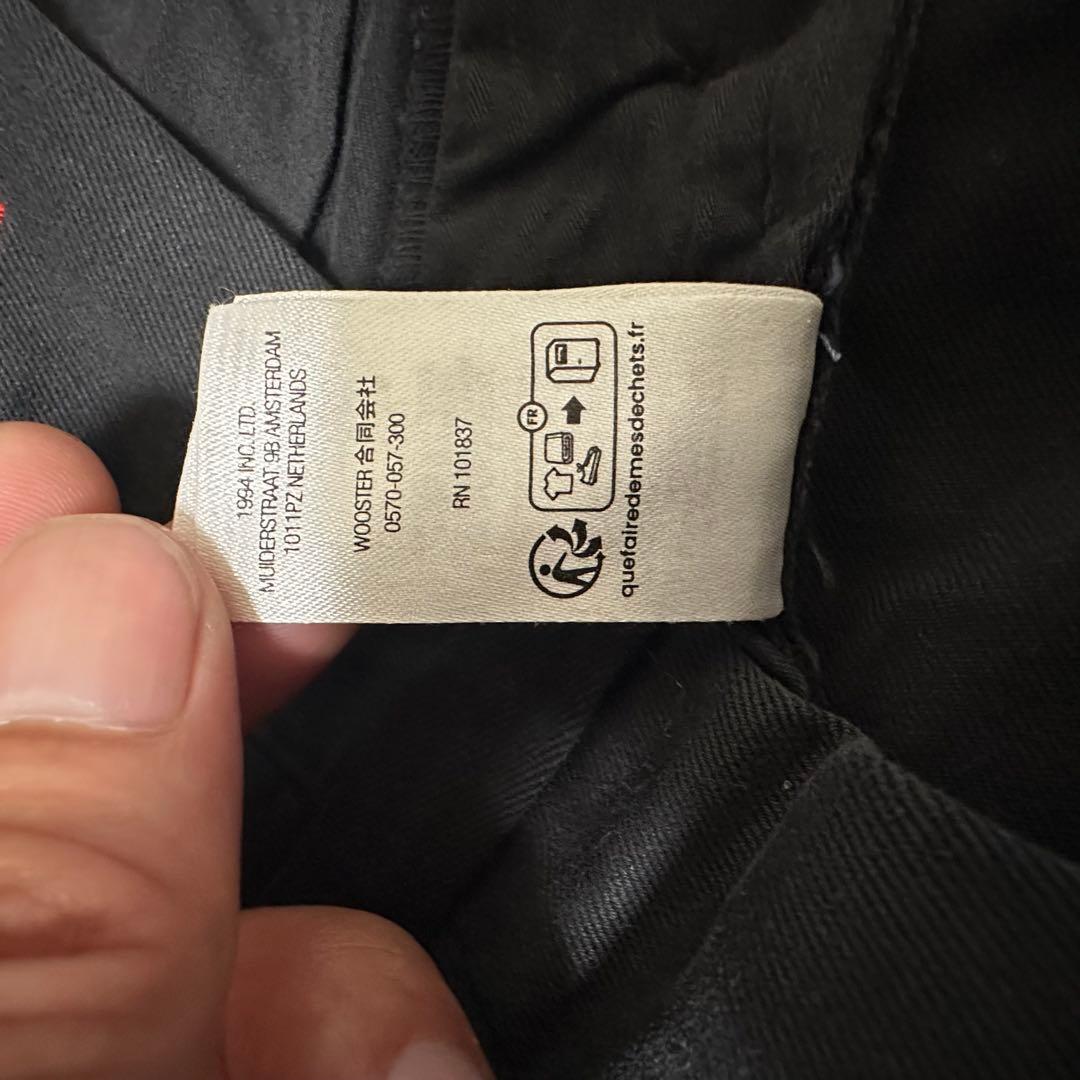 1994 INC.LTD.
MUIDERSTRAAT 9B AMSTERDAM
1011PZ NETHERLANDS
WOOSTER 合同会社
0570-057-300
RN 101837
FR
quefairedemesdechets.fr